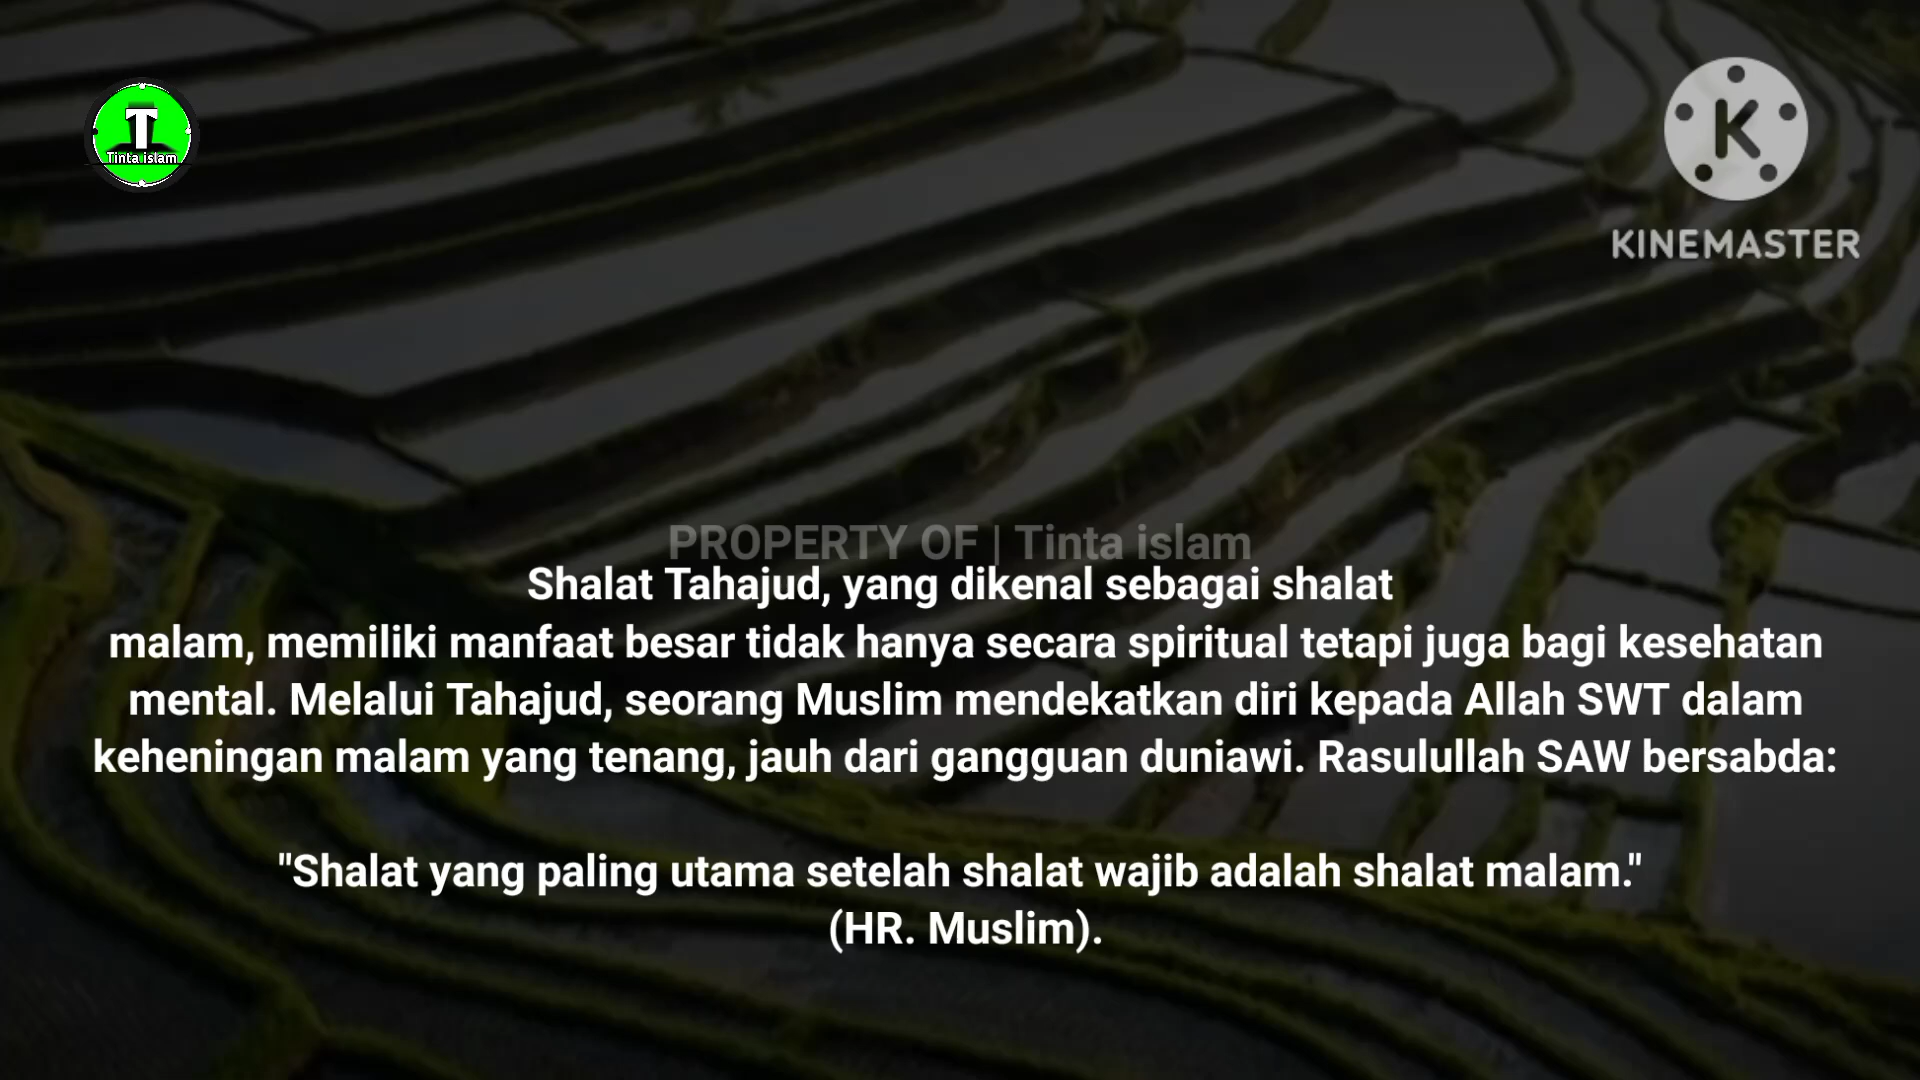 T
Tinta islam
K
KINEMASTER
PROPERTY OF | Tinta islam
Shalat Tahajud, yang dikenal sebagai shalat
malam, memiliki manfaat besar tidak hanya secara spiritual tetapi juga bagi kesehatan
mental. Melalui Tahajud, seorang Muslim mendekatkan diri kepada Allah SWT dalam
keheningan malam yang tenang, jauh dari gangguan duniawi. Rasulullah SAW bersabda:
"Shalat yang paling utama setelah shalat wajib adalah shalat malam."
(HR. Muslim).